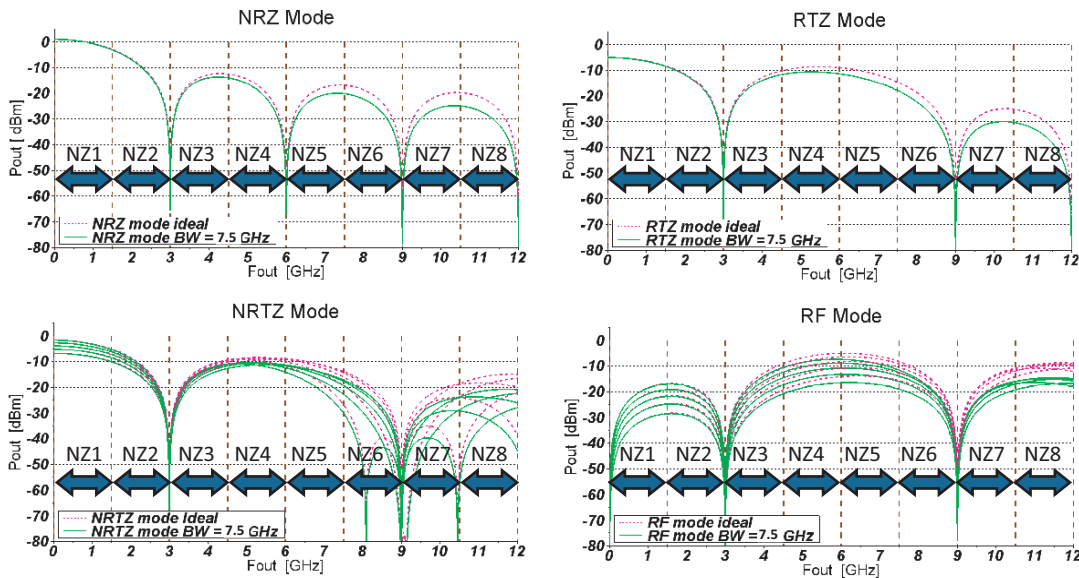 NRZ Mode
Pout [dBm]
0
-10
-20
-30
-40
-50
-60
-70
-80
NZ1 NZ2 NZ3 NZ4 NZ5 NZ6 NZ7 NZ8
NRZ mode ideal
NRZ mode BW = 7.5 GHz
0 1 2 3 4 5 6 7 8 9 10 11 12
Fout [GHz]
RTZ Mode
Pout [dBm]
0
-10
-20
-30
-40
-50
-60
-70
-80
NZ1 NZ2 NZ3 NZ4 NZ5 NZ6 NZ7 NZ8
RTZ mode ideal
RTZ mode BW = 7.5 GHz
0 1 2 3 4 5 6 7 8 9 10 11 12
Fout [GHz]
NRTZ Mode
Pout [dBm]
0
-10
-20
-30
-40
-50
-60
-70
-80
NZ1 NZ2 NZ3 NZ4 NZ5 NZ6 NZ7 NZ8
NRTZ mode Ideal
NRTZ mode BW = 7.5 GHz
0 1 2 3 4 5 6 7 8 9 10 11 12
Fout [GHz]
RF Mode
Pout [dBm]
0
-10
-20
-30
-40
-50
-60
-70
-80
NZ1 NZ2 NZ3 NZ4 NZ5 NZ6 NZ7 NZ8
RF mode ideal
RF mode BW =7.5 GHz
0 1 2 3 4 5 6 7 8 9 10 11 12
Fout [GHz]